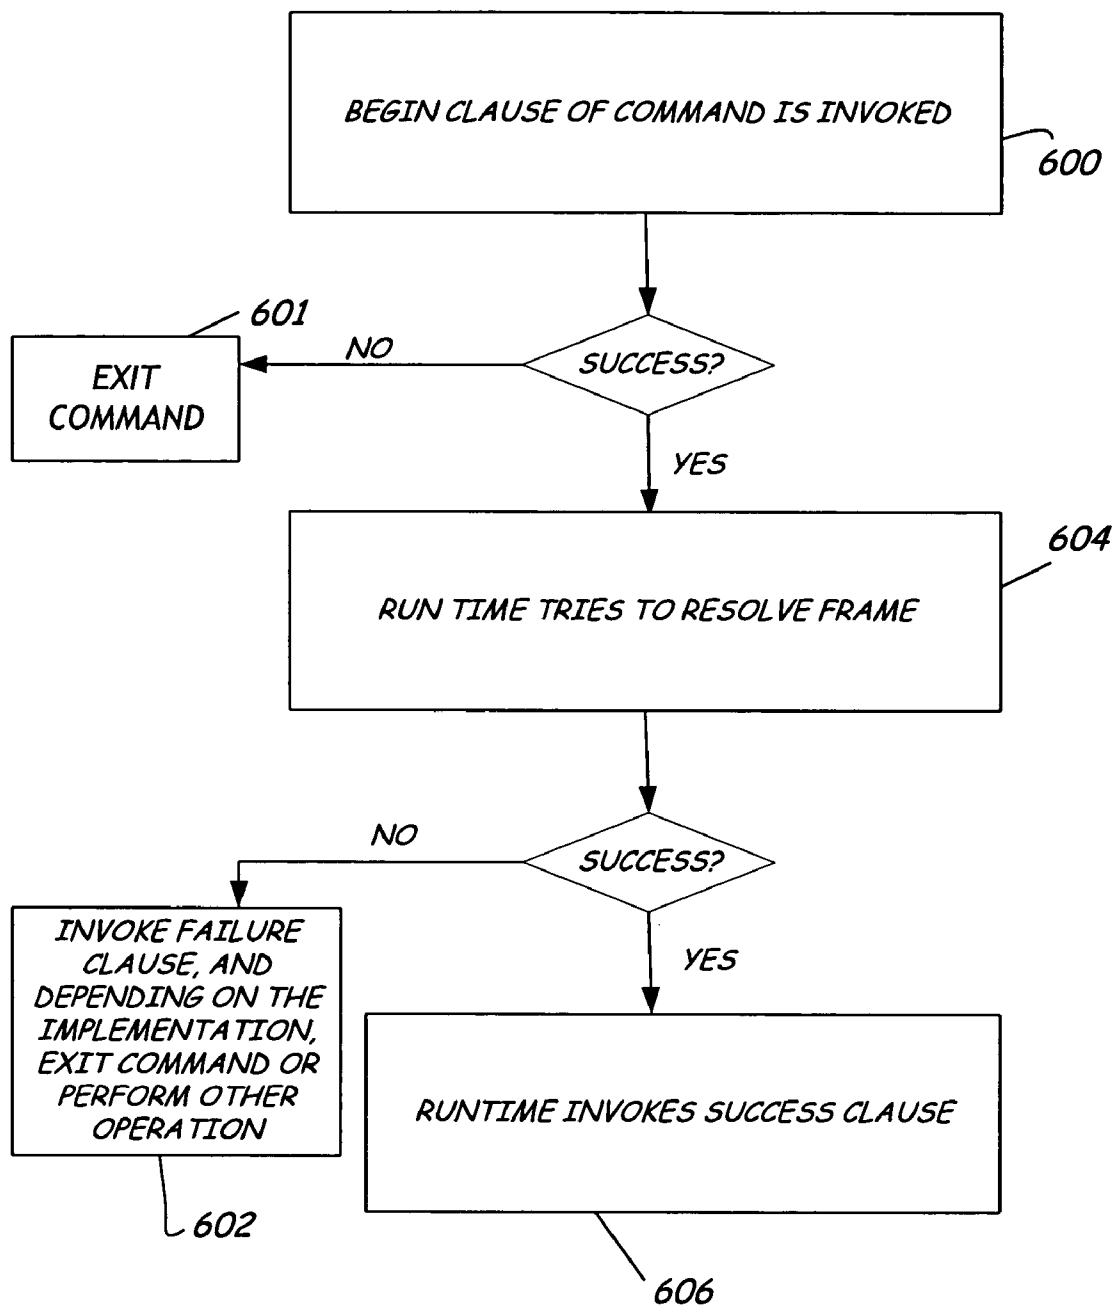 BEGIN CLAUSE OF COMMAND IS INVOKED
600
601
NO
SUCCESS?
EXIT
COMMAND
YES
604
RUN TIME TRIES TO RESOLVE FRAME
NO
SUCCESS?
INVOKE FAILURE
CLAUSE, AND
DEPENDING ON THE
IMPLEMENTATION,
EXIT COMMAND OR
PERFORM OTHER
OPERATION
YES
RUNTIME INVOKES SUCCESS CLAUSE
602
606